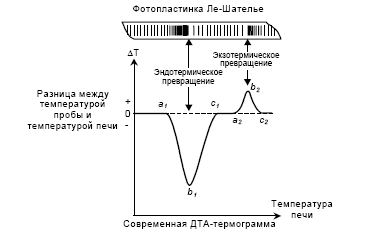 Фотопластинка Ле-Шателье
ΔT
Эндотермическое
превращение
Экзотермическое
превращение
Разница между
температурой
пробы и
температурой печи
+
0
-
a1
c1
b2
a2
c2
b1
Температура
печи
Современная ДТА-термограмма